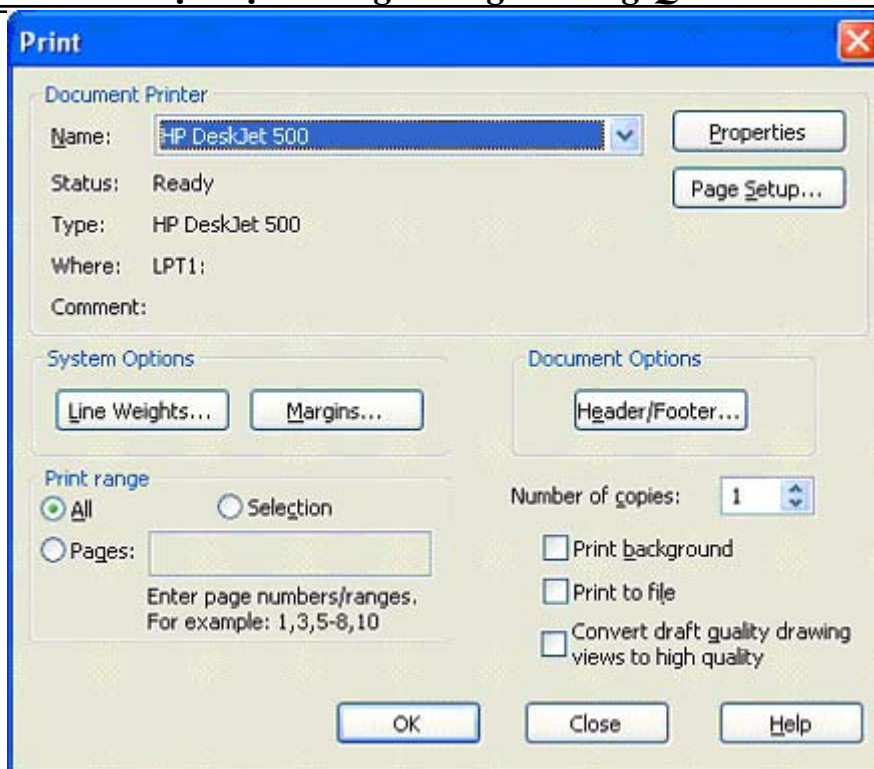 Print
Document Printer
Name: HP DeskJet 500 Properties
Status: Ready Page Setup...
Type: HP DeskJet 500
Where: LPT1:
Comment:
System Options Document Options
Line Weights... Margins... Header/Footer...
Print range
All Selection Number of copies: 1
Pages: Print background
Enter page numbers/ranges. Print to file
For example: 1,3,5-8,10
Convert draft quality drawing
views to high quality
OK Close Help